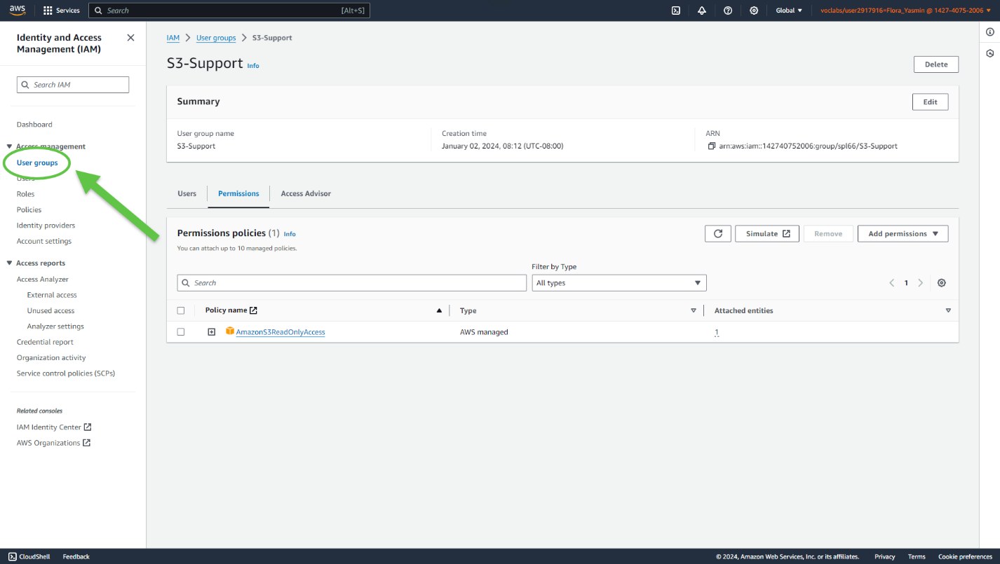 aws
Services
Search
[Alt+S]
Global
voclabs/user2917916=Flora_Yasmin @ 1427-4075-2006
Identity and Access
Management (IAM)
Search IAM
Dashboard
Access management
User groups
Users
Roles
Policies
Identity providers
Account settings
Access reports
Access Analyzer
External access
Unused access
Analyzer settings
Credential report
Organization activity
Service control policies (SCPs)
Related consoles
IAM Identity Center
AWS Organizations
IAM
User groups
S3-Support
S3-Support Info
Delete
Summary
Edit
User group name
S3-Support
Creation time
January 02, 2024, 08:12 (UTC-08:00)
ARN
arn:aws:iam::142740752006:group/spl66/S3-Support
Users
Permissions
Access Advisor
Permissions policies (1) Info
You can attach up to 10 managed policies.
Simulate
Remove
Add permissions
Filter by Type
Search
All types
1
Policy name
Type
Attached entities
AmazonS3ReadOnlyAccess
AWS managed
1
CloudShell
Feedback
© 2024, Amazon Web Services, Inc. or its affiliates.
Privacy
Terms
Cookie preferences